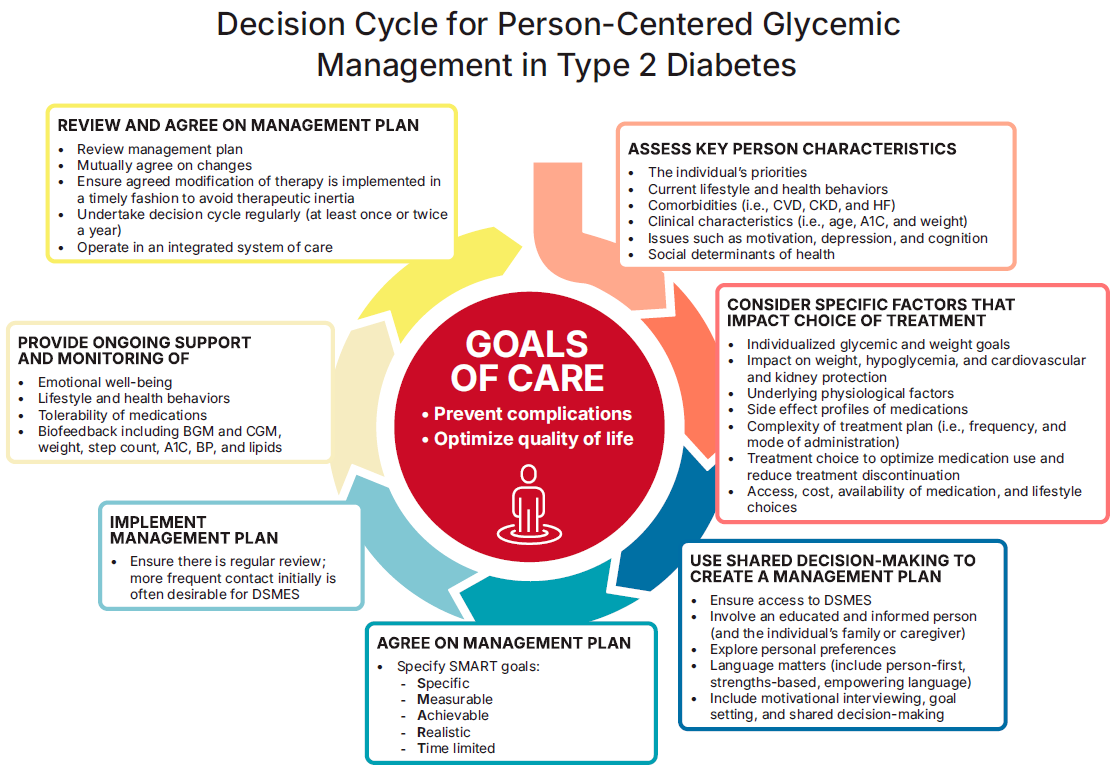 Decision Cycle for Person-Centered Glycemic
Management in Type 2 Diabetes
REVIEW AND AGREE ON MANAGEMENT PLAN
• Review management plan
• Mutually agree on changes
• Ensure agreed modification of therapy is implemented in
a timely fashion to avoid therapeutic inertia
• Undertake decision cycle regularly (at least once or twice
a year)
• Operate in an integrated system of care
ASSESS KEY PERSON CHARACTERISTICS
• The individual's priorities
• Current lifestyle and health behaviors
• Comorbidities (i.e., CVD, CKD, and HF)
• Clinical characteristics (i.e., age, A1C, and weight)
• Issues such as motivation, depression, and cognition
• Social determinants of health
CONSIDER SPECIFIC FACTORS THAT
IMPACT CHOICE OF TREATMENT
• Individualized glycemic and weight goals
• Impact on weight, hypoglycemia, and cardiovascular
and kidney protection
• Underlying physiological factors
• Side effect profiles of medications
• Complexity of treatment plan (i.e., frequency, and
mode of administration)
• Treatment choice to optimize medication use and
reduce treatment discontinuation
• Access, cost, availability of medication, and lifestyle
choices
PROVIDE ONGOING SUPPORT
AND MONITORING OF
• Emotional well-being
• Lifestyle and health behaviors
• Tolerability of medications
• Biofeedback including BGM and CGM,
weight, step count, A1C, BP, and lipids
GOALS
OF CARE
• Prevent complications
• Optimize quality of life
IMPLEMENT
MANAGEMENT PLAN
• Ensure there is regular review;
more frequent contact initially is
often desirable for DSMES
USE SHARED DECISION-MAKING TO
CREATE A MANAGEMENT PLAN
• Ensure access to DSMES
• Involve an educated and informed person
(and the individual's family or caregiver)
• Explore personal preferences
• Language matters (include person-first,
strengths-based, empowering language)
• Include motivational interviewing, goal
setting, and shared decision-making
AGREE ON MANAGEMENT PLAN
• Specify SMART goals:
- Specific
- Measurable
- Achievable
- Realistic
- Time limited